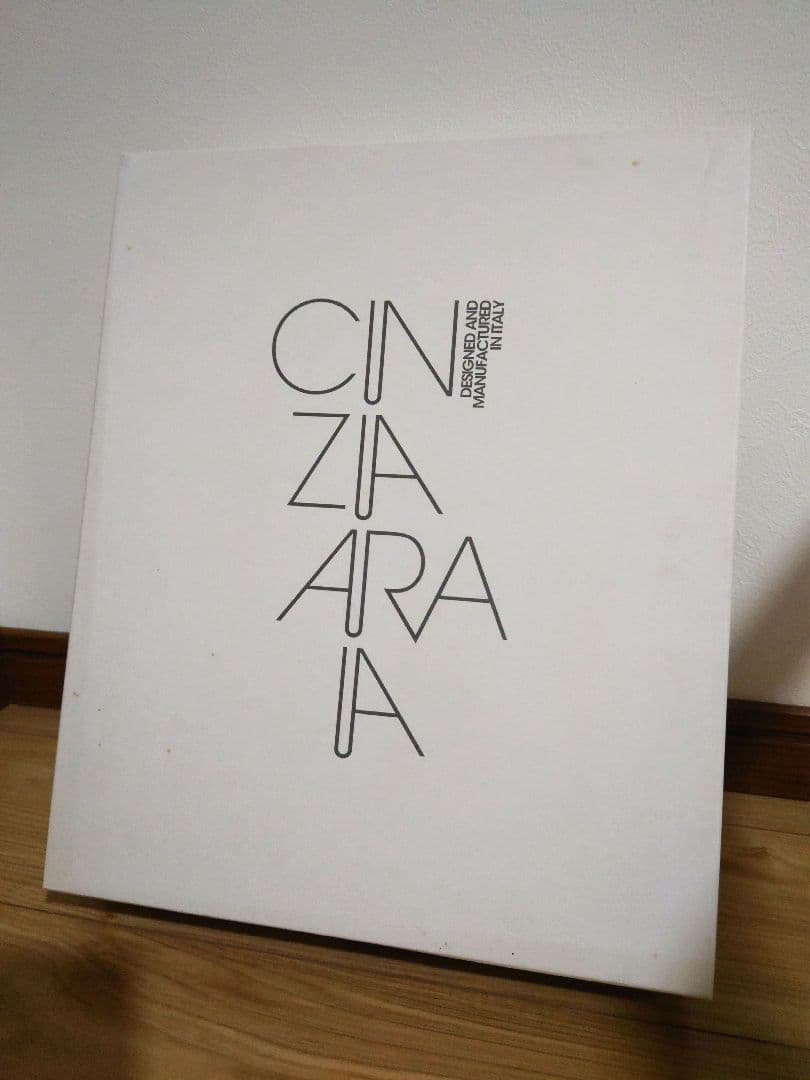 CIN
ZIA
ARA
IA
DESIGNED AND
MANUFACTURED
IN ITALY